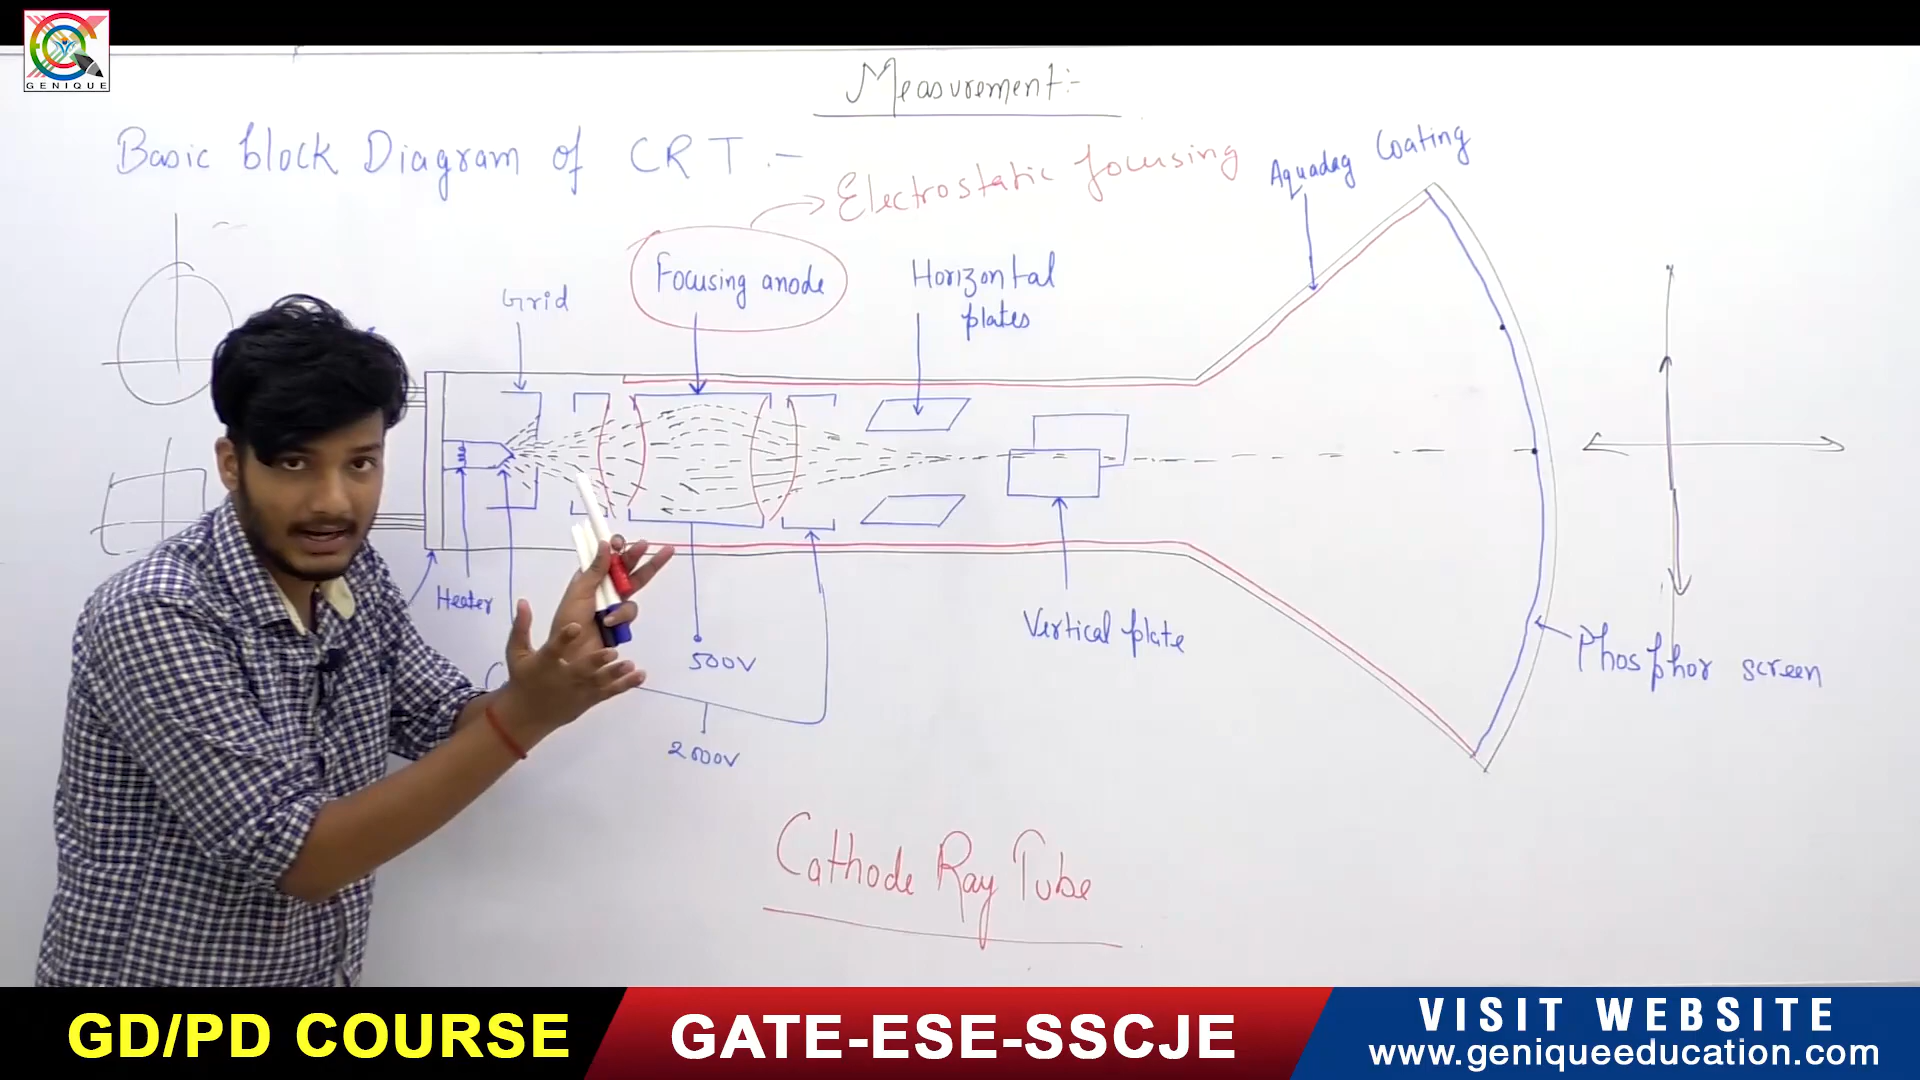 GENIQUE
Measurement:-
Basic block Diagram of CRT :-
Electrostatic focusing
Aquadag Coating
Grid
Focusing anode
Horizontal
plates
Heater
500V
2000V
Vertical plate
Phosphor screen
Cathode Ray Tube
GD/PD COURSE
GATE-ESE-SSCJE
VISIT WEBSITE
www.geniqueeducation.com